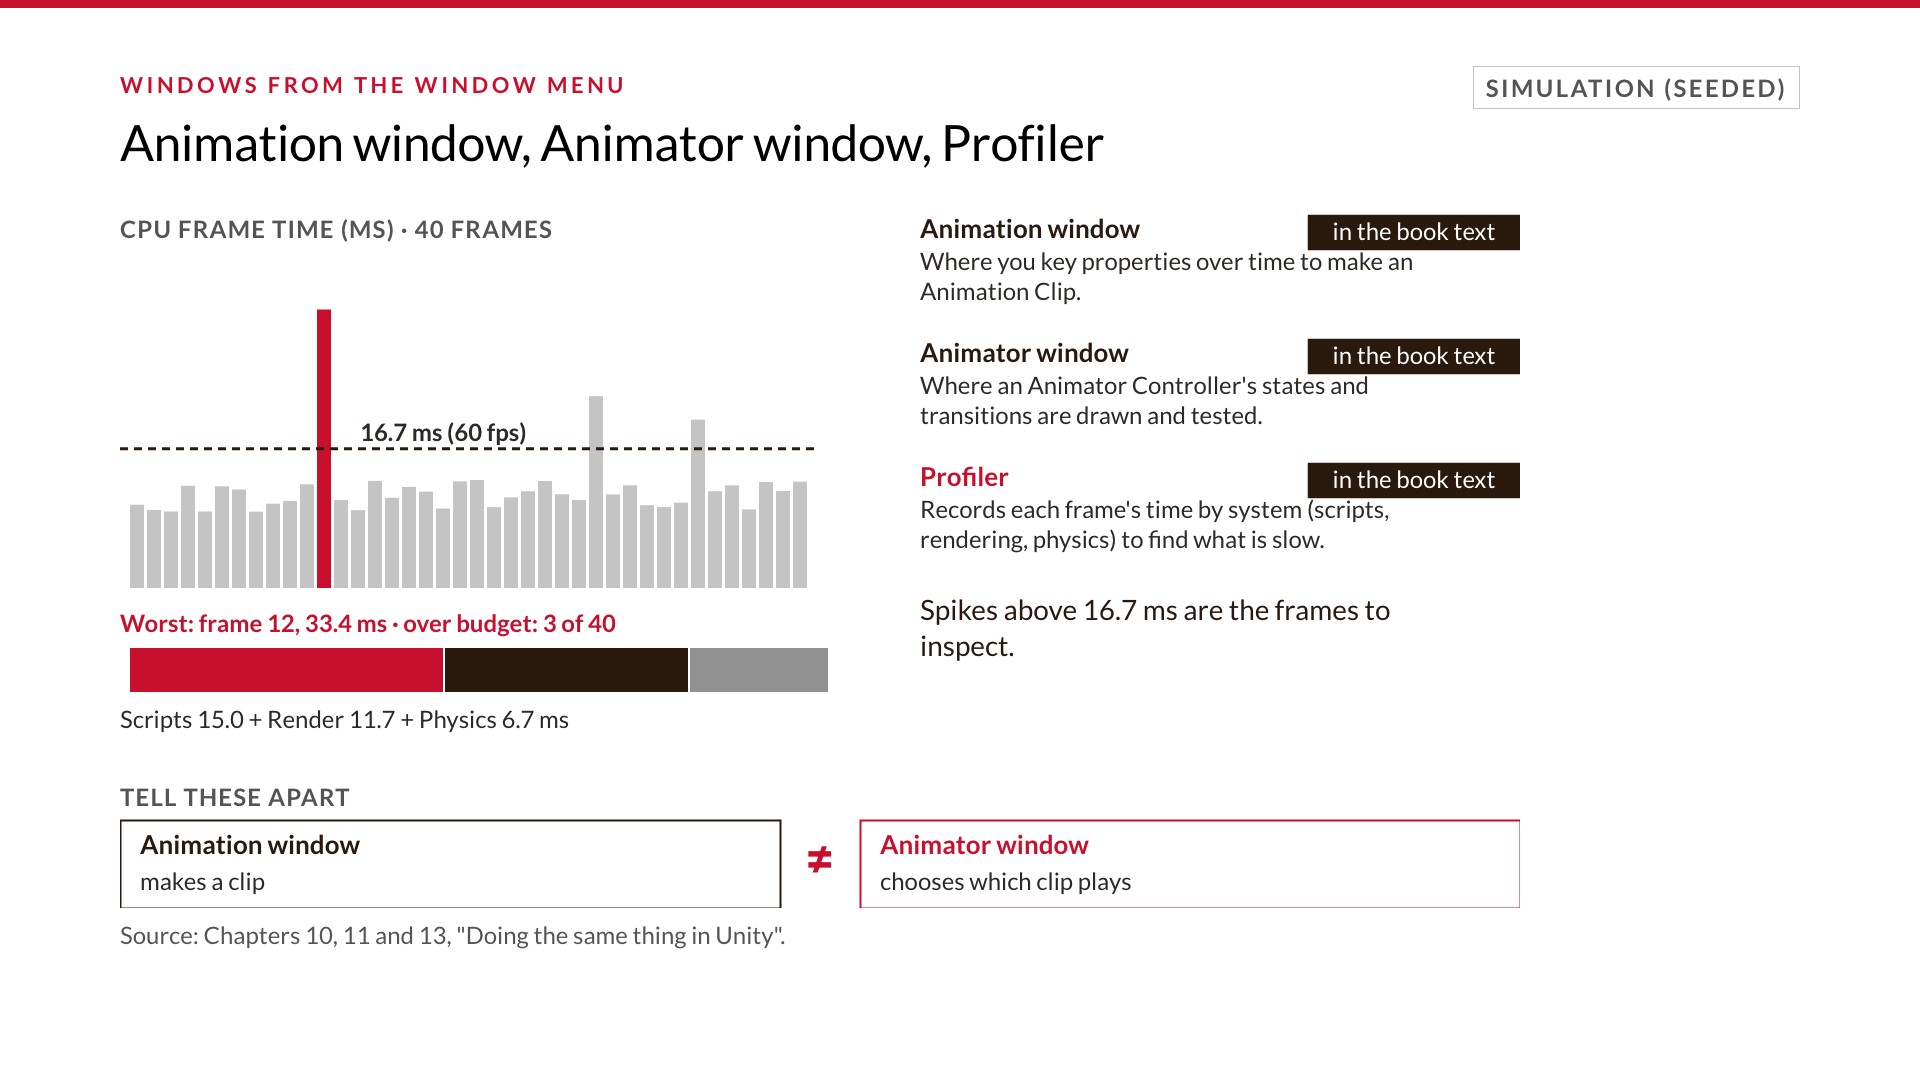 WINDOWS FROM THE WINDOW MENU
SIMULATION (SEEDED)
Animation window, Animator window, Profiler
CPU FRAME TIME (MS) · 40 FRAMES
16.7 ms (60 fps)
Worst: frame 12, 33.4 ms · over budget: 3 of 40
Scripts 15.0 + Render 11.7 + Physics 6.7 ms
Animation window
in the book text
Where you key properties over time to make an
Animation Clip.
Animator window
in the book text
Where an Animator Controller's states and
transitions are drawn and tested.
Profiler
in the book text
Records each frame's time by system (scripts,
rendering, physics) to find what is slow.
Spikes above 16.7 ms are the frames to
inspect.
TELL THESE APART
Animation window
makes a clip
≠
Animator window
chooses which clip plays
Source: Chapters 10, 11 and 13, "Doing the same thing in Unity".